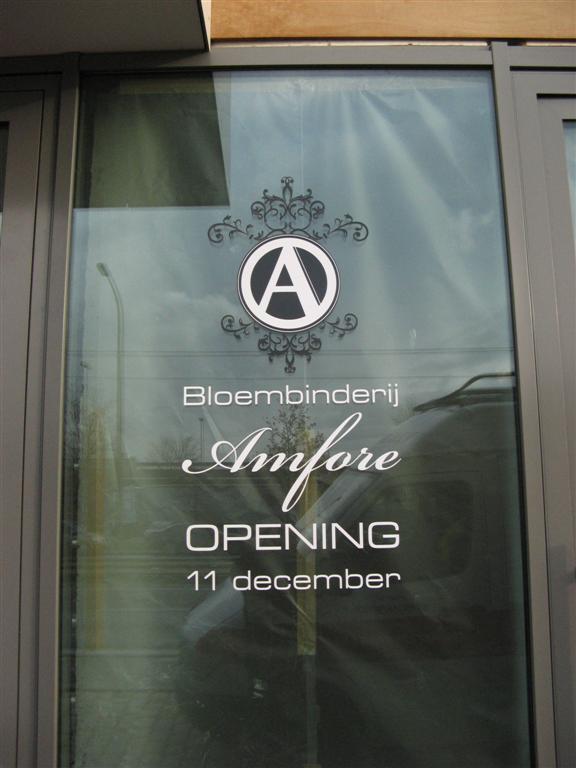 A
Bloembinderij
Amfore
OPENING
11 december